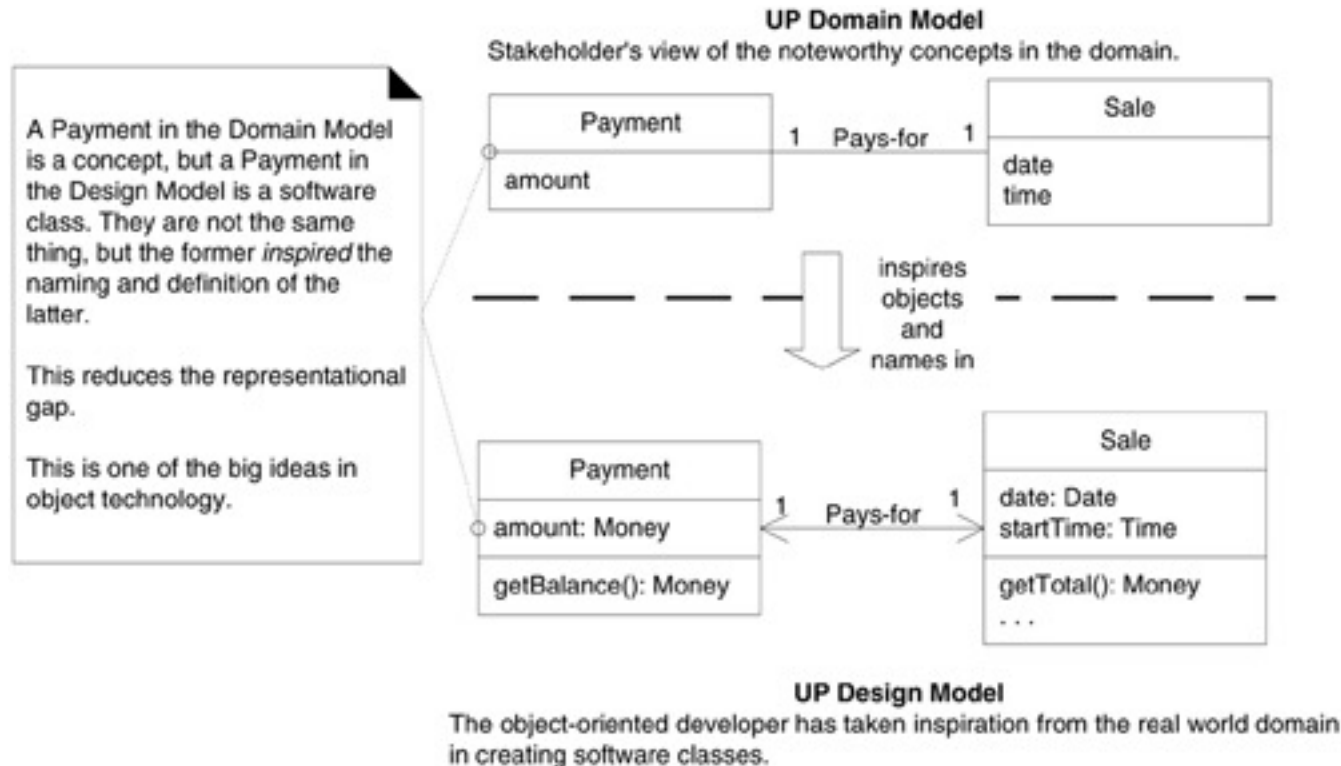 UP Domain Model
Stakeholder's view of the noteworthy concepts in the domain.
A Payment in the Domain Model
is a concept, but a Payment in
the Design Model is a software
class. They are not the same
thing, but the former inspired the
naming and definition of the
latter.
This reduces the representational
gap.
This is one of the big ideas in
object technology.
Payment
amount
1 Pays-for 1
Sale
date
time
inspires
objects
and
names in
Payment
amount: Money
getBalance(): Money
1 Pays-for 1
Sale
date: Date
startTime: Time
getTotal(): Money
. . .
UP Design Model
The object-oriented developer has taken inspiration from the real world domain
in creating software classes.